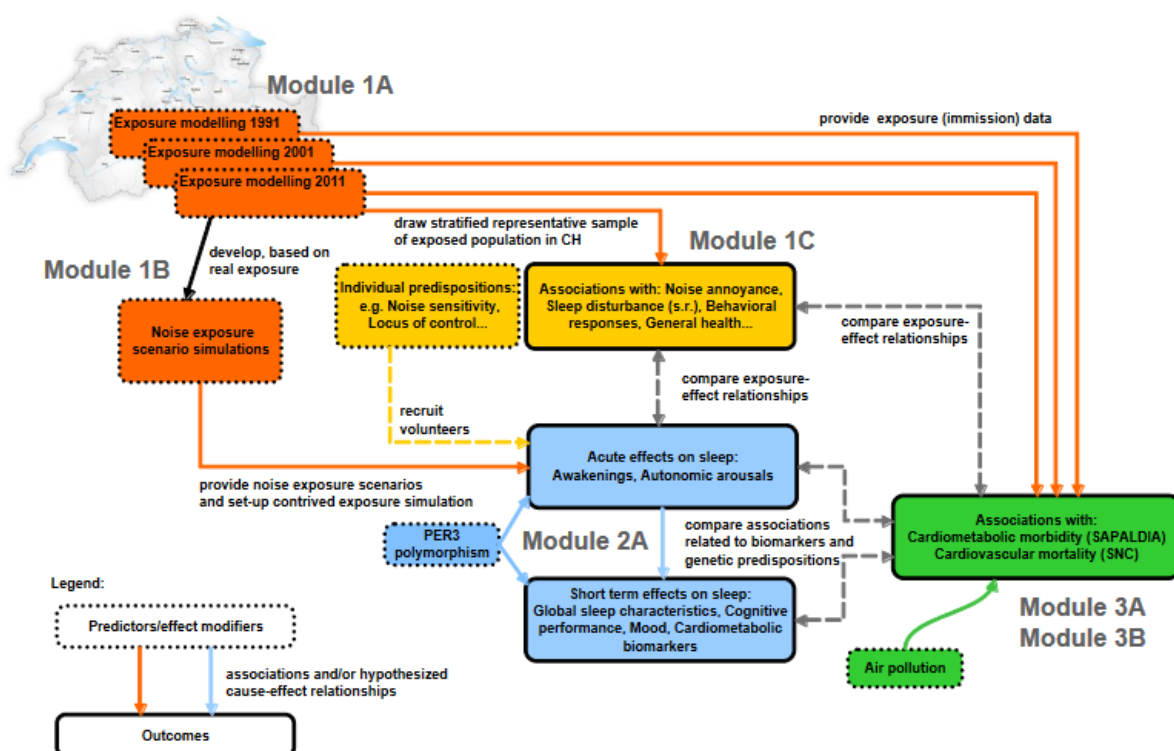 Module 1A
Exposure modelling 1991
provide exposure (immission) data
Exposure modelling 2001
Exposure modelling 2011
draw stratified representative sample
of exposed population in CH
Module 1C
develop, based on
real exposure
Module 1B
Individual predispositions:
e.g. Noise sensitivity,
Locus of control...
Associations with: Noise annoyance,
Sleep disturbance (s.r.), Behavioral
responses, General health...
compare exposure-
effect relationships
Noise exposure
scenario simulations
compare exposure-
effect relationships
recruit
volunteers
Acute effects on sleep:
Awakenings, Autonomic arousals
provide noise exposure scenarios
and set-up contrived exposure simulation
PER3
polymorphism
Module 2A
compare associations
related to biomarkers and
genetic predispositions
Associations with:
Cardiometabolic morbidity (SAPALDIA)
Cardiovascular mortality (SNC)
Short term effects on sleep:
Global sleep characteristics, Cognitive
performance, Mood, Cardiometabolic
biomarkers
Module 3A
Module 3B
Air pollution
Legend:
Predictors/effect modifiers
associations and/or hypothesized
cause-effect relationships
Outcomes